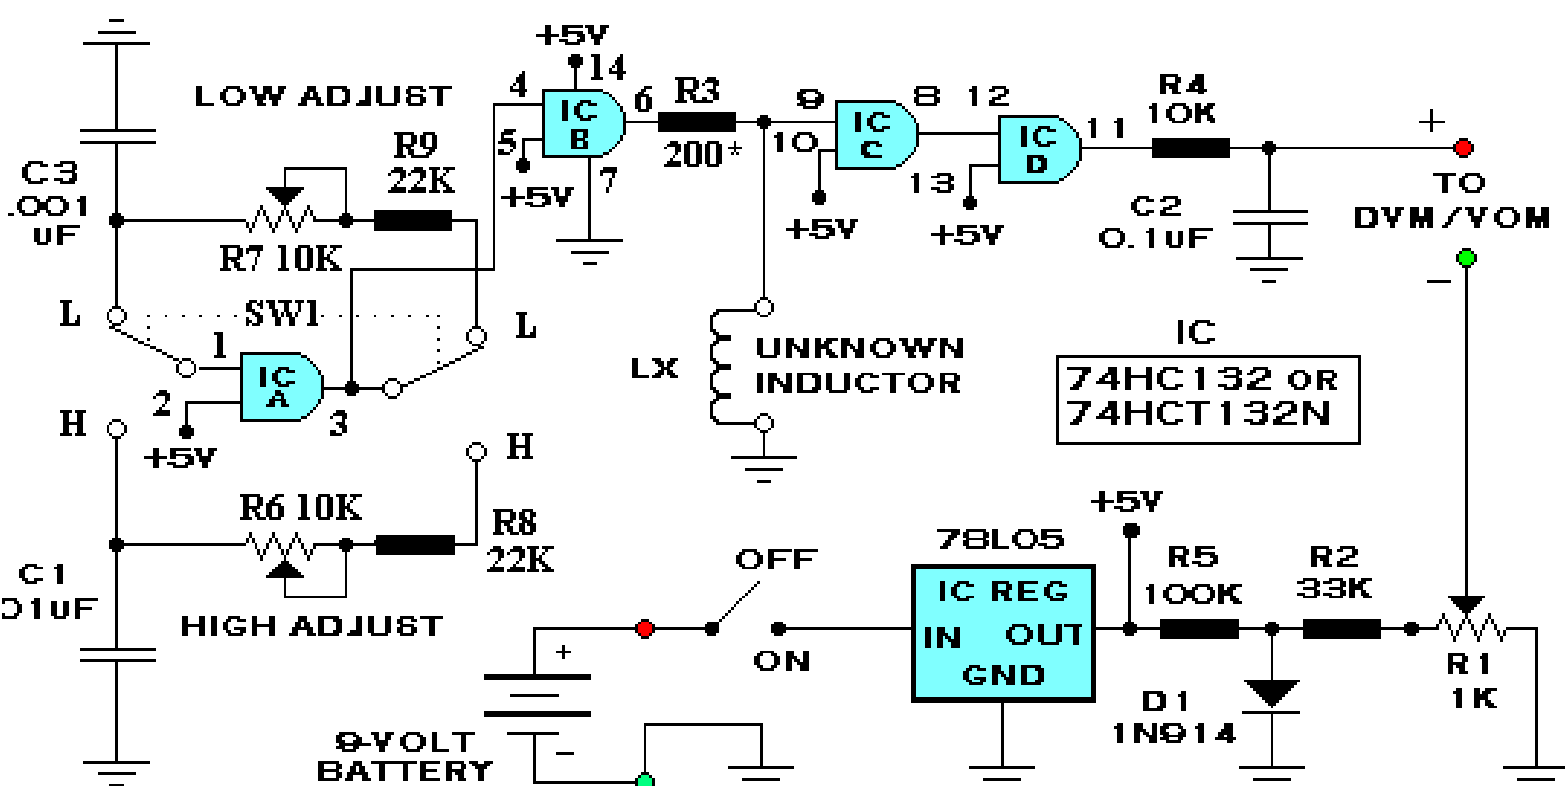 +5V
14
4
IC
B
6
R3
5
+5V
7
200*
LOW ADJUST
R9
22K
C3
.001
uF
R7 10K
9
IC
C
8
12
10
+5V
IC
D
11
13
+5V
R4
10K
+
TO
DVM/VOM
C2
0.1uF
−
L
SW1
L
1
IC
A
2
3
+5V
H
H
LX
UNKNOWN
INDUCTOR
IC
74HC132 OR
74HCT132N
R6 10K
R8
22K
C1
01uF
HIGH ADJUST
OFF
ON
+
−
9-VOLT
BATTERY
78L05
IC REG
IN OUT
GND
+5V
R5
100K
R2
33K
D1
1N914
R1
1K